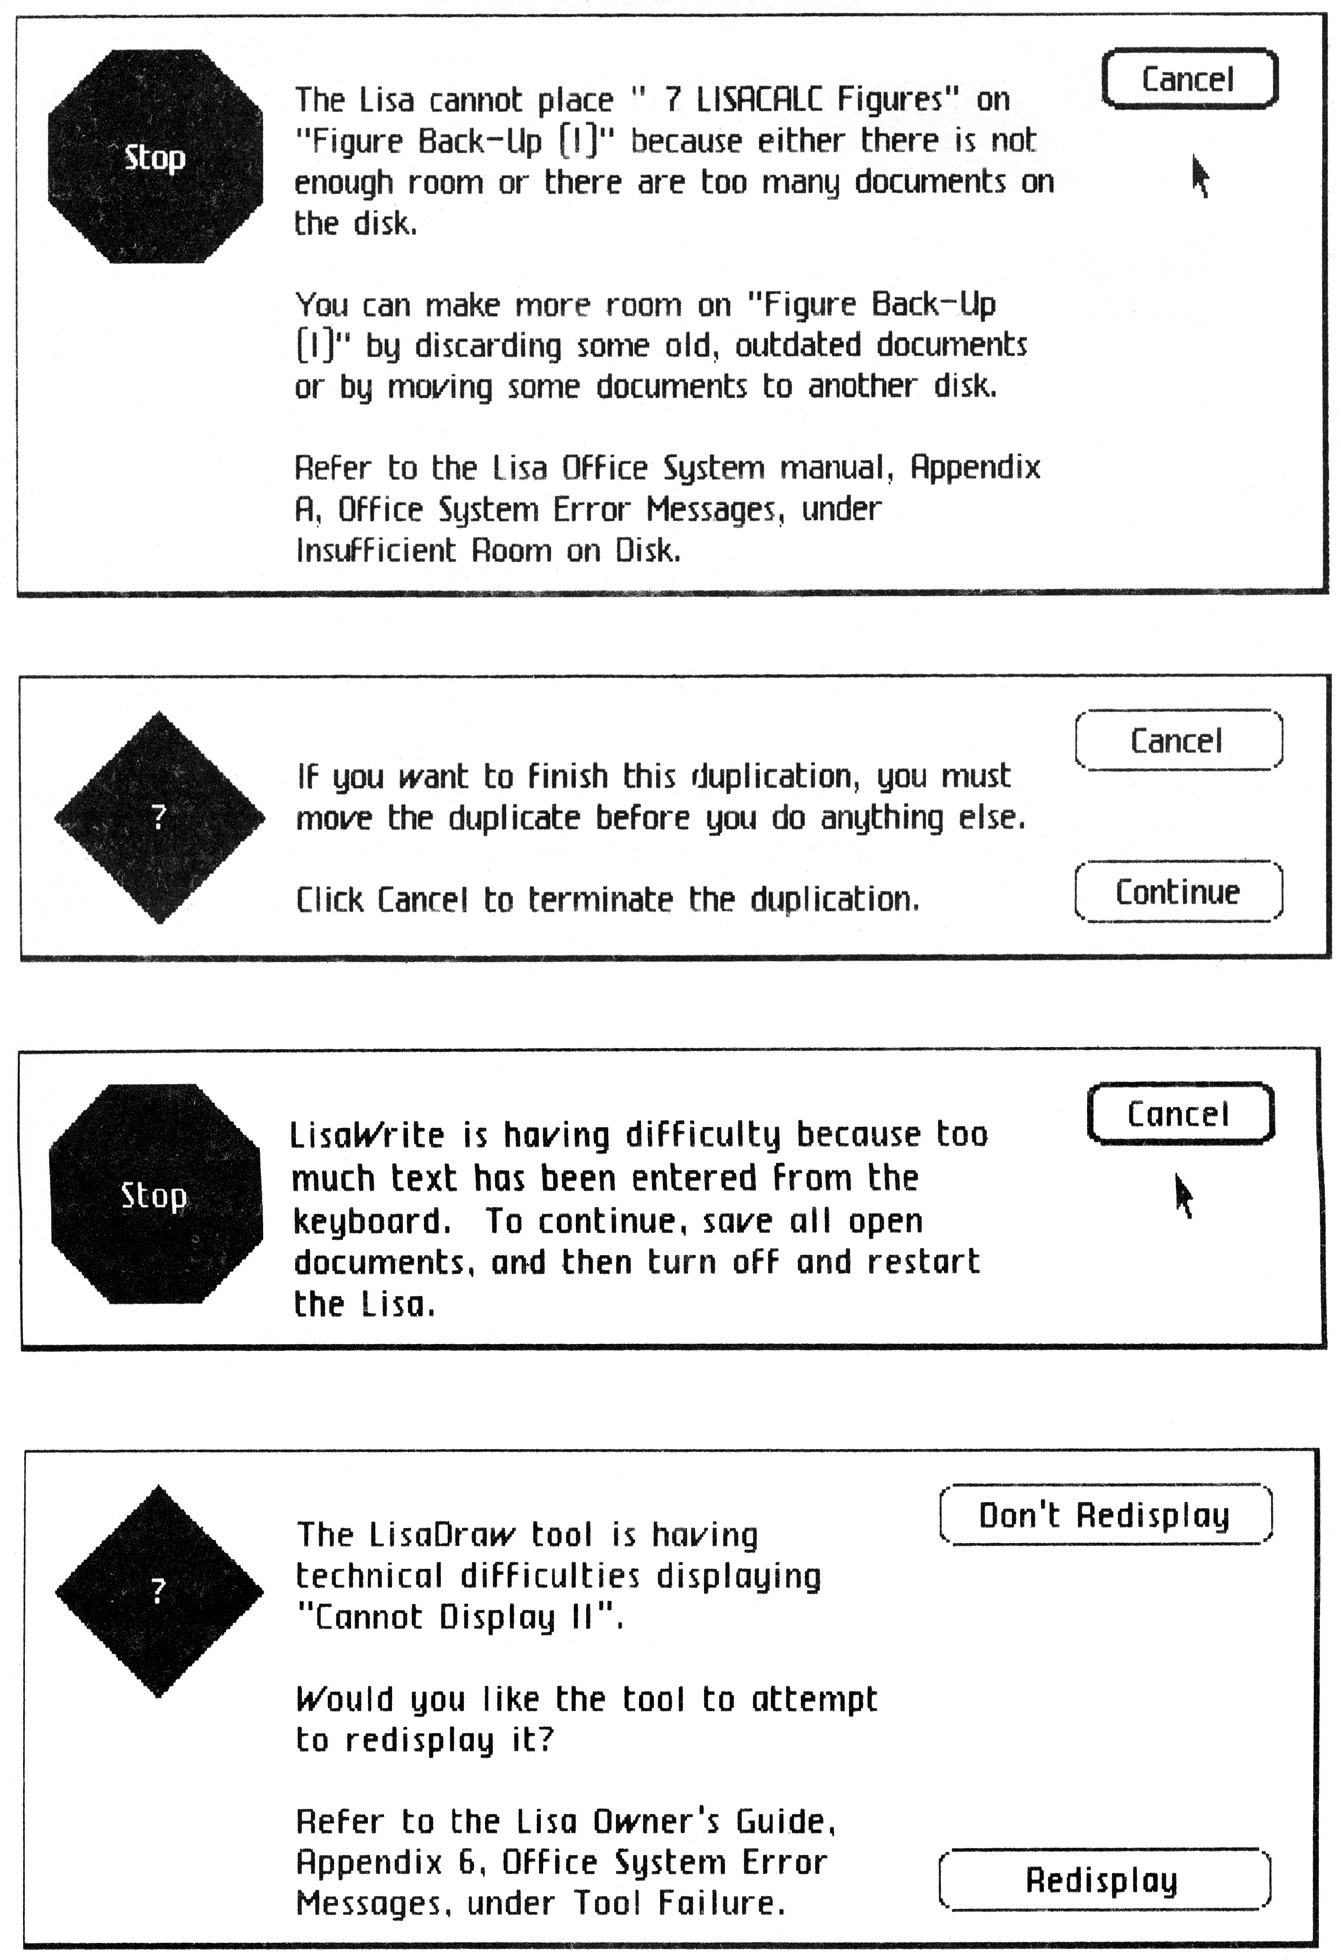 Stop
The Lisa cannot place " 7 LISACALC Figures" on
"Figure Back-Up [I]" because either there is not
enough room or there are too many documents on
the disk.
You can make more room on "Figure Back-Up
[I]" by discarding some old, outdated documents
or by moving some documents to another disk.
Refer to the Lisa Office System manual, Appendix
A, Office System Error Messages, under
Insufficient Room on Disk.
Cancel
?
If you want to finish this duplication, you must
move the duplicate before you do anything else.
Click Cancel to terminate the duplication.
Cancel
Continue
Stop
LisaWrite is having difficulty because too
much text has been entered from the
keyboard.  To continue, save all open
documents, and then turn off and restart
the Lisa.
Cancel
?
The LisaDraw tool is having
technical difficulties displaying
"Cannot Display II".
Would you like the tool to attempt
to redisplay it?
Refer to the Lisa Owner's Guide,
Appendix 6, Office System Error
Messages, under Tool Failure.
Don't Redisplay
Redisplay